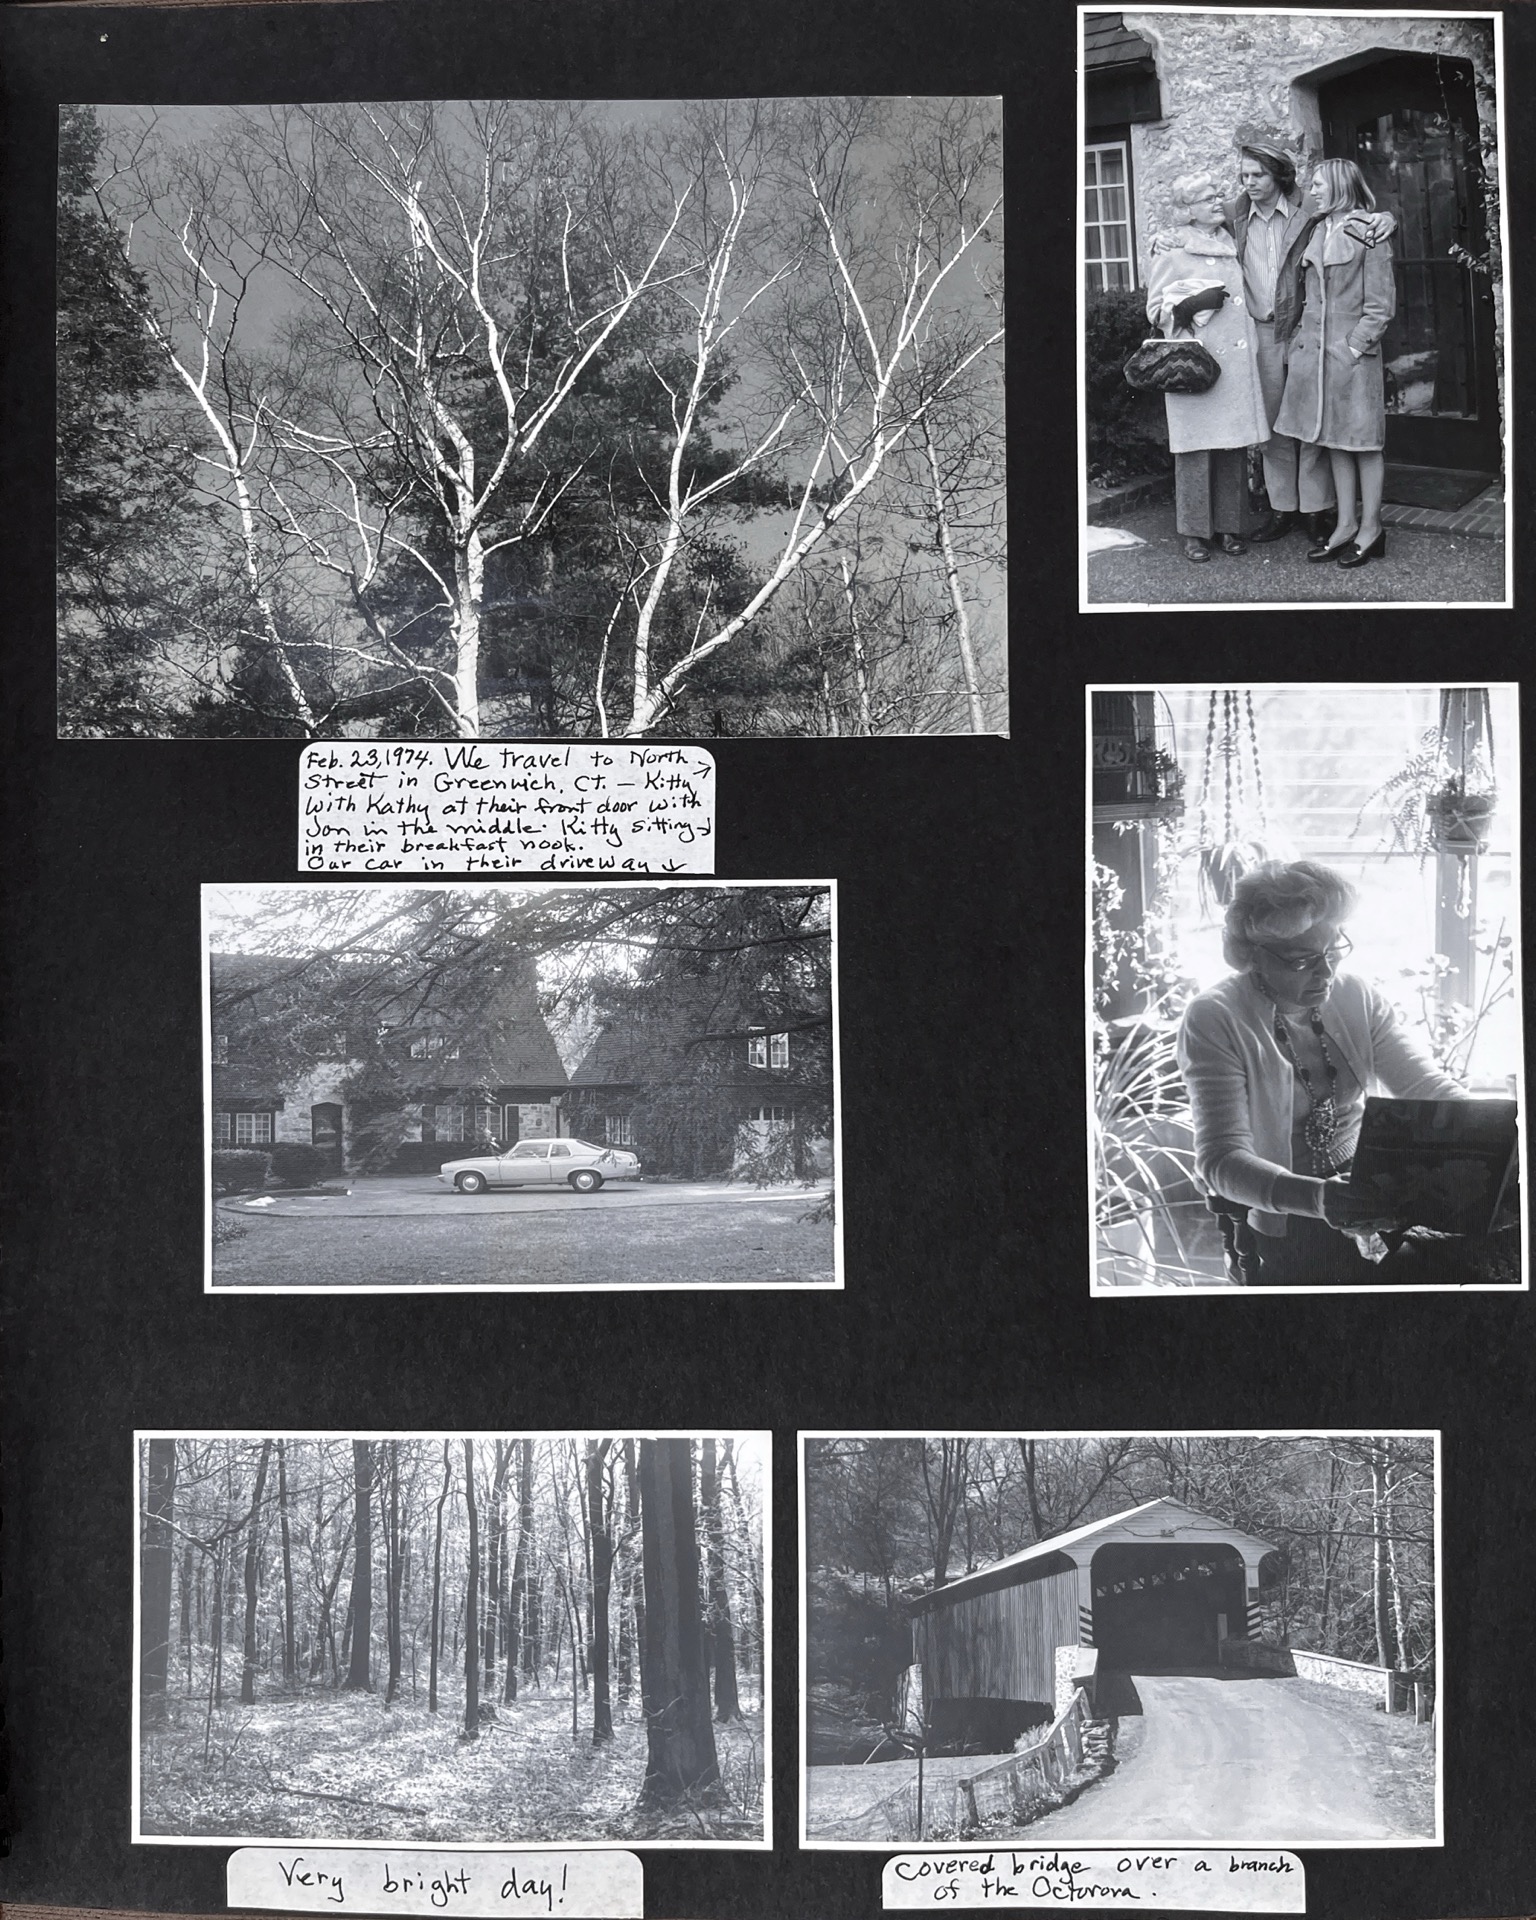 Feb. 23, 1974. We travel to North
Street in Greenwich, CT. — Kitty
with Kathy at their front door with
Jon in the middle. Kitty sitting
in their breakfast nook.
Our car in their driveway ↓
Very bright day!
Covered bridge over a branch
of the Octorora.